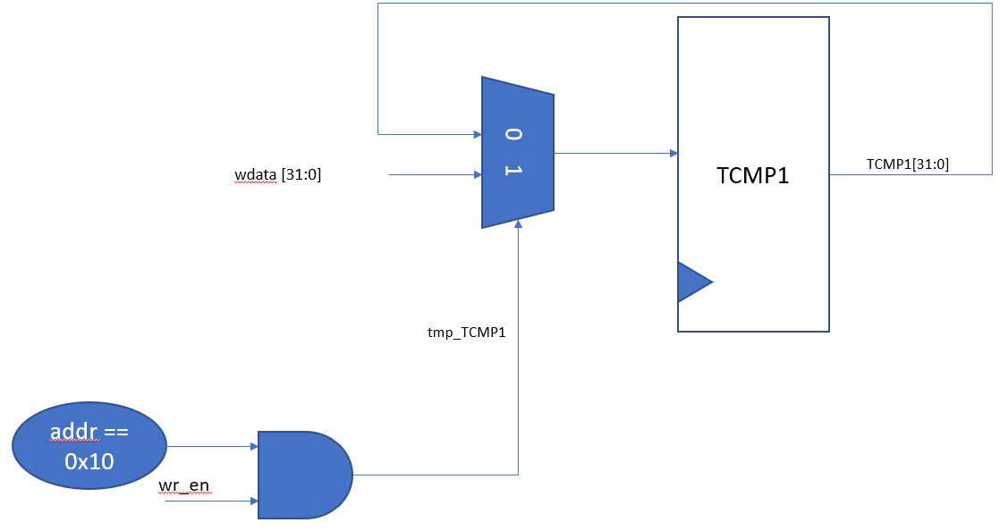 0
1
wdata [31:0]
TCMP1
TCMP1[31:0]
tmp_TCMP1
addr ==
0x10
wr_en